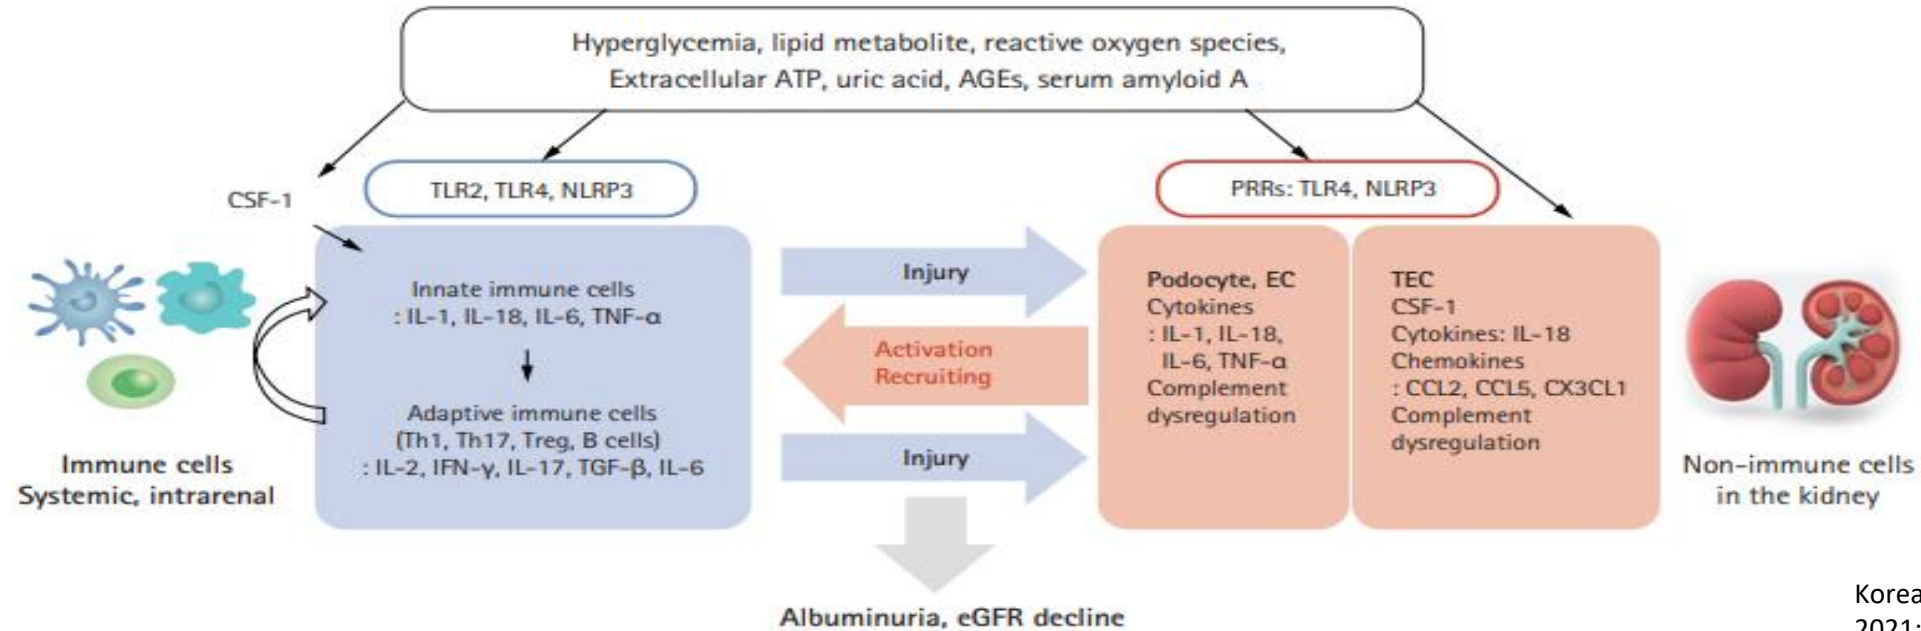 Hyperglycemia, lipid metabolite, reactive oxygen species,
Extracellular ATP, uric acid, AGEs, serum amyloid A
CSF-1
TLR2, TLR4, NLRP3
PRRs: TLR4, NLRP3
Innate immune cells
: IL-1, IL-18, IL-6, TNF-α
Adaptive immune cells
(Th1, Th17, Treg, B cells)
: IL-2, IFN-γ, IL-17, TGF-β, IL-6
Immune cells
Systemic, intrarenal
Injury
Activation
Recruiting
Injury
Podocyte, EC
Cytokines
: IL-1, IL-18,
IL-6, TNF-α
Complement
dysregulation
TEC
CSF-1
Cytokines: IL-18
Chemokines
: CCL2, CCL5, CX3CL1
Complement
dysregulation
Non-immune cells
in the kidney
Albuminuria, eGFR decline
Korea
2021: